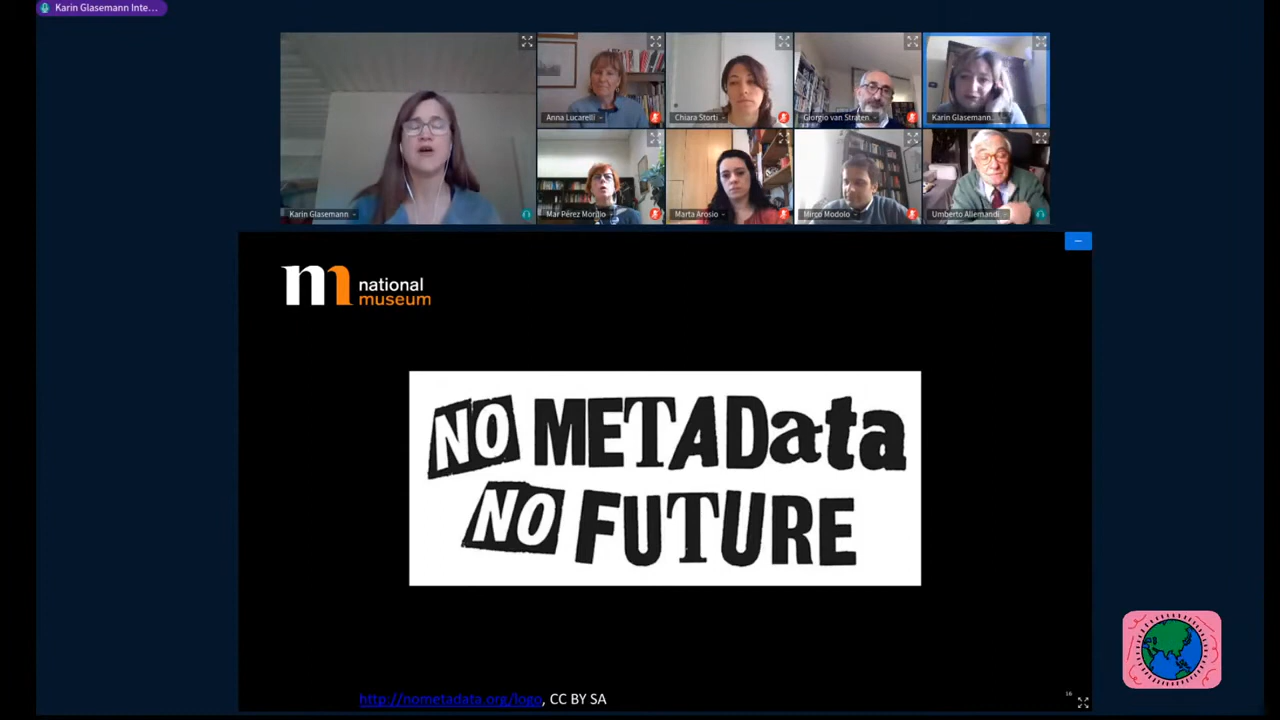 Karin Glasemann Inte...
Anna Lucarelli
Chiara Storti
Giorgio van Straten
Karin Glasemann...
Karin Glasemann
Mar Pérez Morillo
Marta Arosio
Mirco Modolo
Umberto Allemandi
m national
museum
NO METAData
NO FUTURE
http://nometadata.org/logo, CC BY SA
16